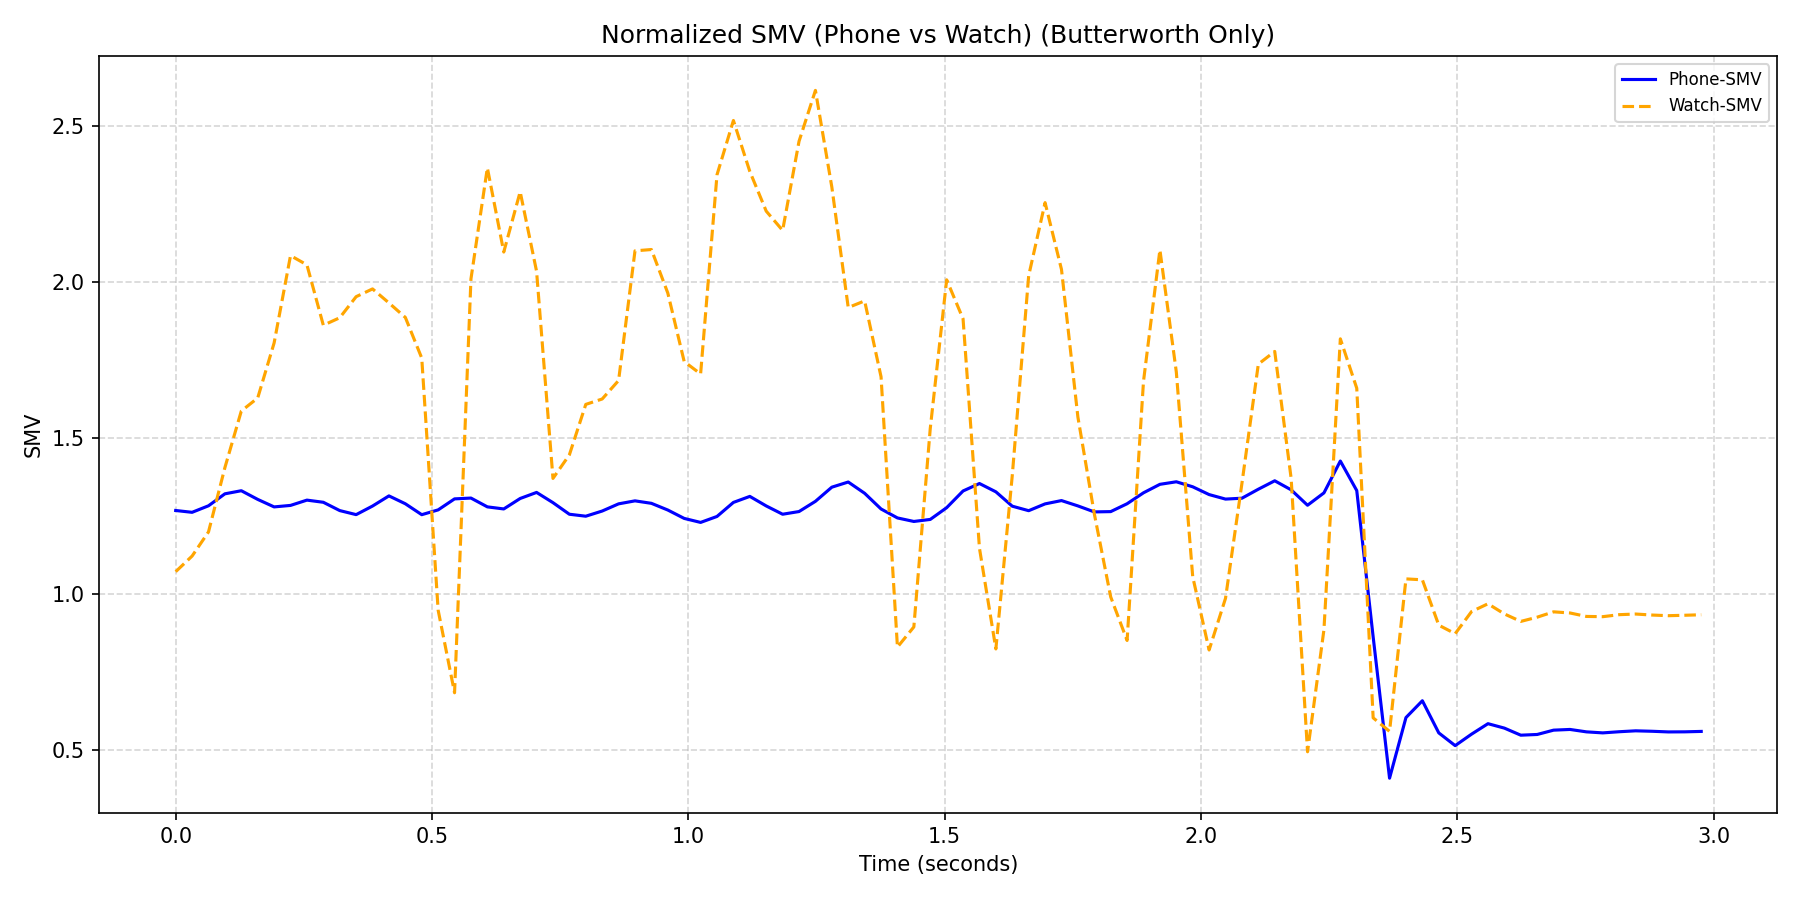 Normalized SMV (Phone vs Watch) (Butterworth Only)
Phone-SMV
Watch-SMV
2.5
2.0
1.5
1.0
0.5
SMV
0.0 0.5 1.0 1.5 2.0 2.5 3.0
Time (seconds)